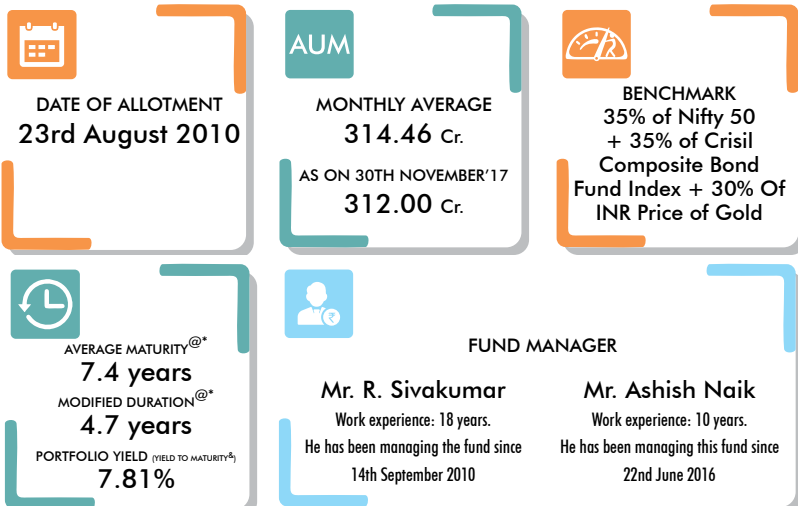 DATE OF ALLOTMENT
23rd August 2010
AUM
MONTHLY AVERAGE
314.46 Cr.
AS ON 30TH NOVEMBER'17
312.00 Cr.
BENCHMARK
35% of Nifty 50
+ 35% of Crisil
Composite Bond
Fund Index + 30% Of
INR Price of Gold
AVERAGE MATURITY@*
7.4 years
MODIFIED DURATION@*
4.7 years
PORTFOLIO YIELD (YIELD TO MATURITY&)
7.81%
₹
FUND MANAGER
Mr. R. Sivakumar
Work experience: 18 years.
He has been managing the fund since
14th September 2010
Mr. Ashish Naik
Work experience: 10 years.
He has been managing this fund since
22nd June 2016